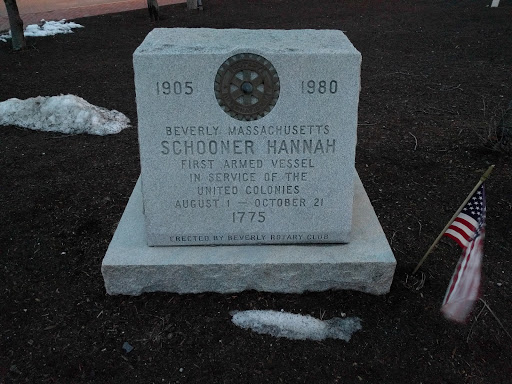 1905 1980
BEVERLY MASSACHUSETTS
SCHOONER HANNAH
FIRST ARMED VESSEL
IN SERVICE OF THE
UNITED COLONIES
AUGUST 1 — OCTOBER 21
1775
ERECTED BY BEVERLY ROTARY CLUB